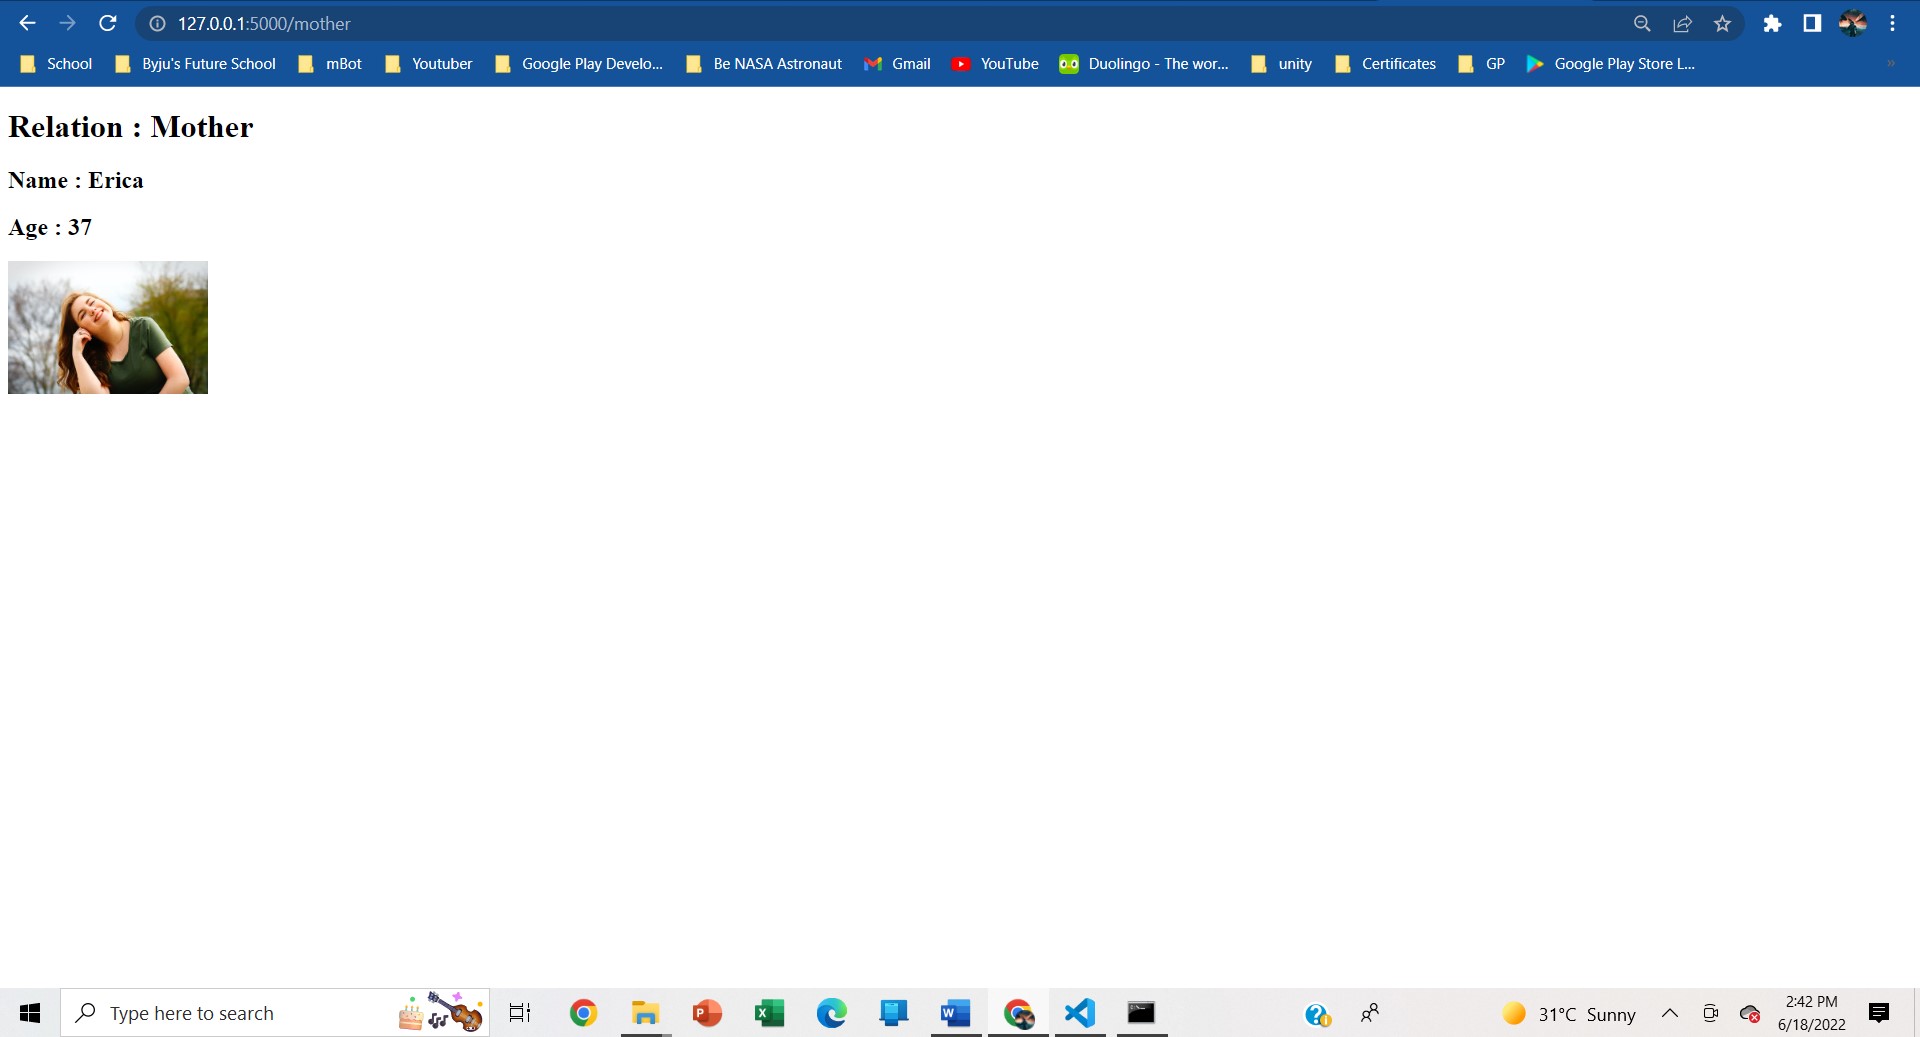 127.0.0.1:5000/mother
School Byju's Future School mBot Youtuber Google Play Develo... Be NASA Astronaut Gmail YouTube Duolingo - The wor... unity Certificates GP Google Play Store L...
Relation : Mother
Name : Erica
Age : 37
Type here to search
31°C Sunny
2:42 PM
6/18/2022